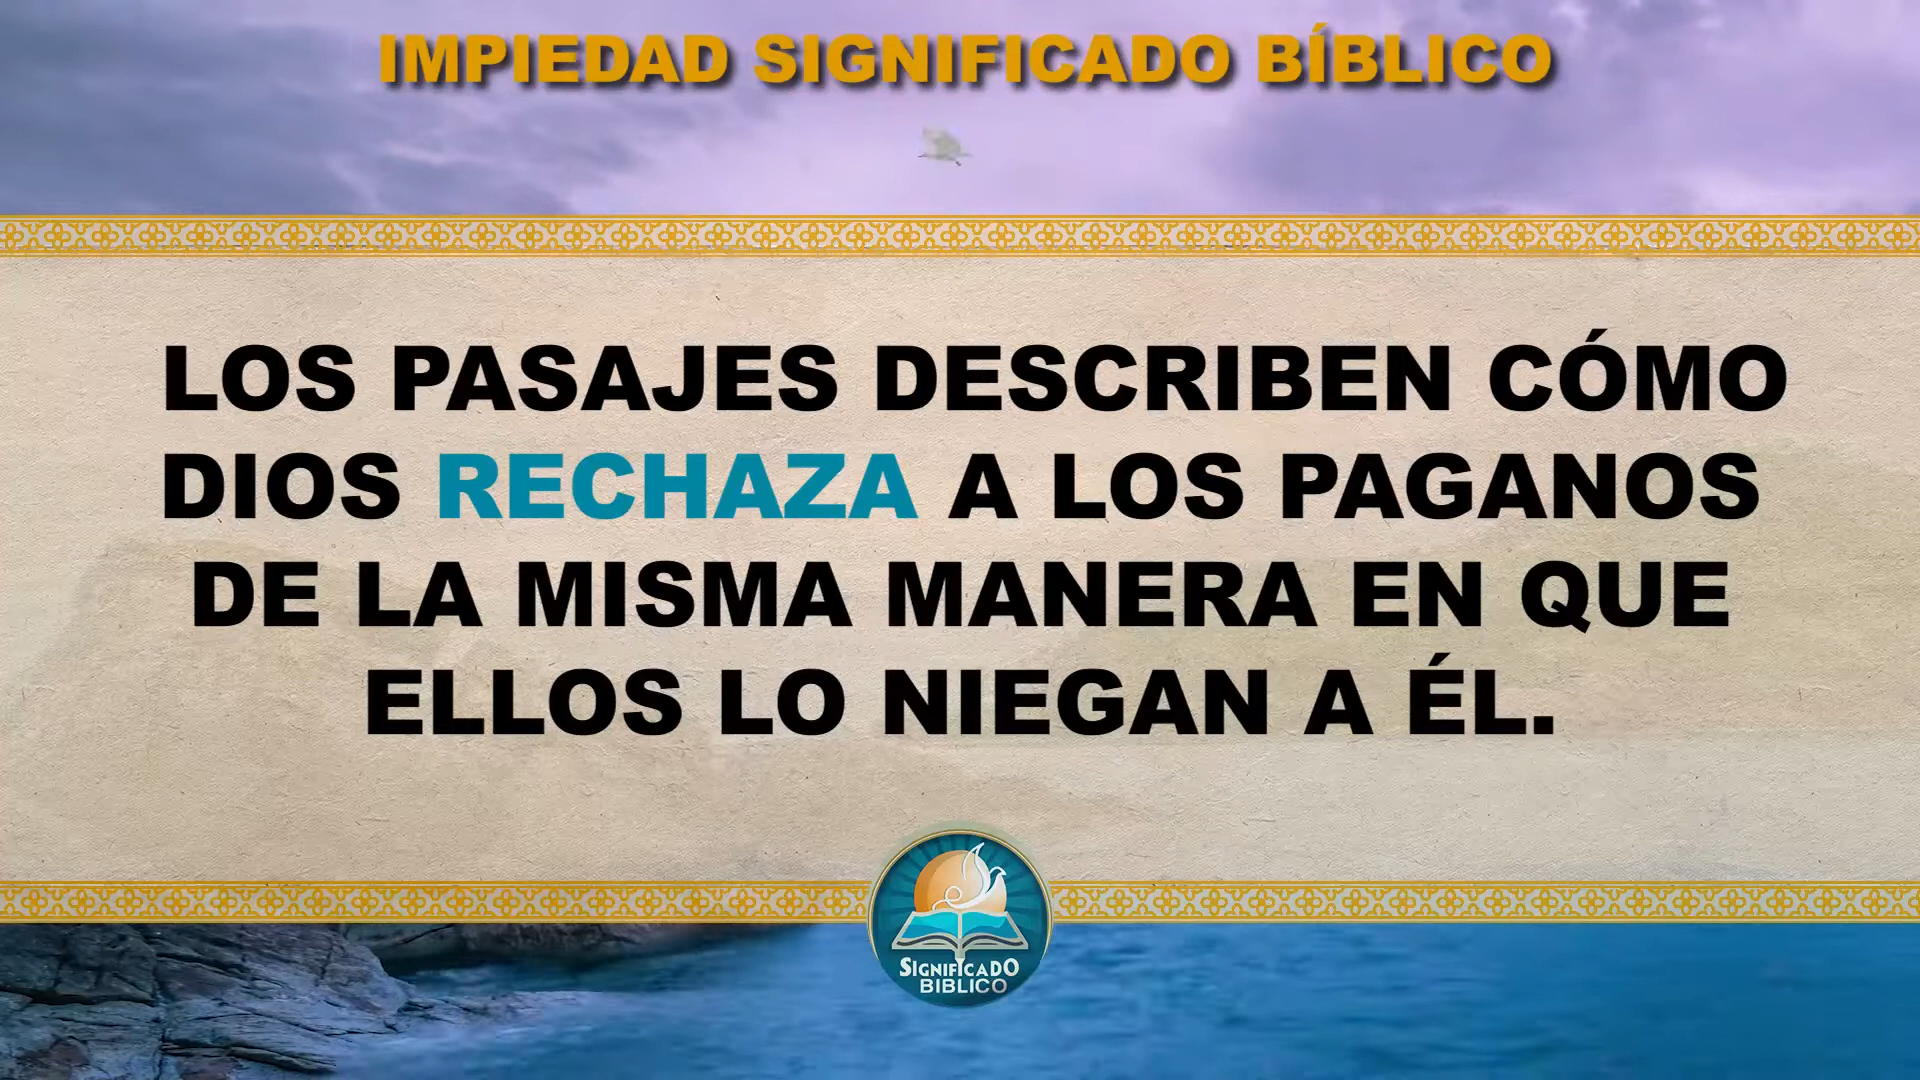 IMPIEDAD SIGNIFICADO BÍBLICO
LOS PASAJES DESCRIBEN CÓMO
DIOS RECHAZA A LOS PAGANOS
DE LA MISMA MANERA EN QUE
ELLOS LO NIEGAN A ÉL.
SIGNIFICADO
BIBLICO